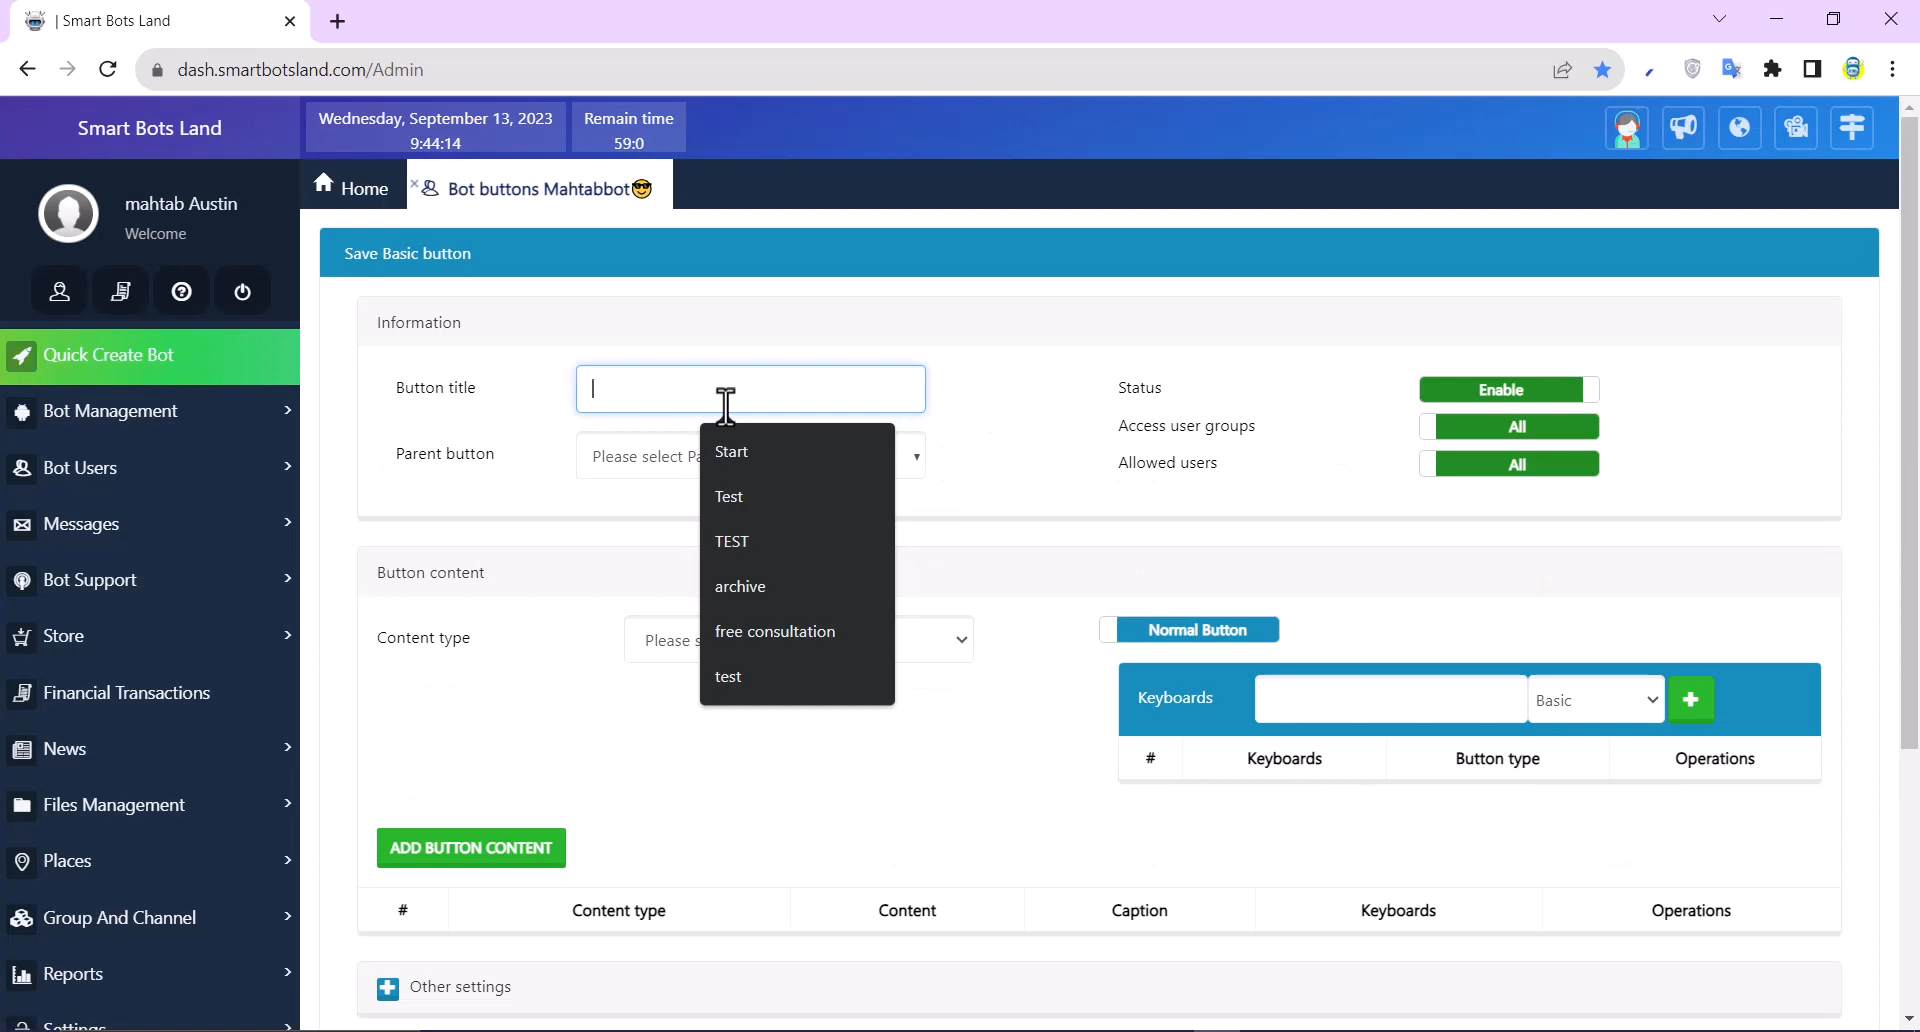 | Smart Bots Land
dash.smartbotsland.com/Admin
Smart Bots Land
Wednesday, September 13, 2023
9:44:14
Remain time
59:0
mahtab Austin
Welcome
Home
Bot buttons Mahtabbot😎
Quick Create Bot
Bot Management
Bot Users
Messages
Bot Support
Store
Financial Transactions
News
Files Management
Places
Group And Channel
Reports
Settings
Save Basic button
Information
Button title
Parent button
Please select Pa
Start
Test
TEST
archive
free consultation
test
Status
Enable
Access user groups
All
Allowed users
All
Button content
Content type
Please s
Normal Button
Keyboards
Basic
# Keyboards Button type Operations
ADD BUTTON CONTENT
# Content type Content Caption Keyboards Operations
Other settings